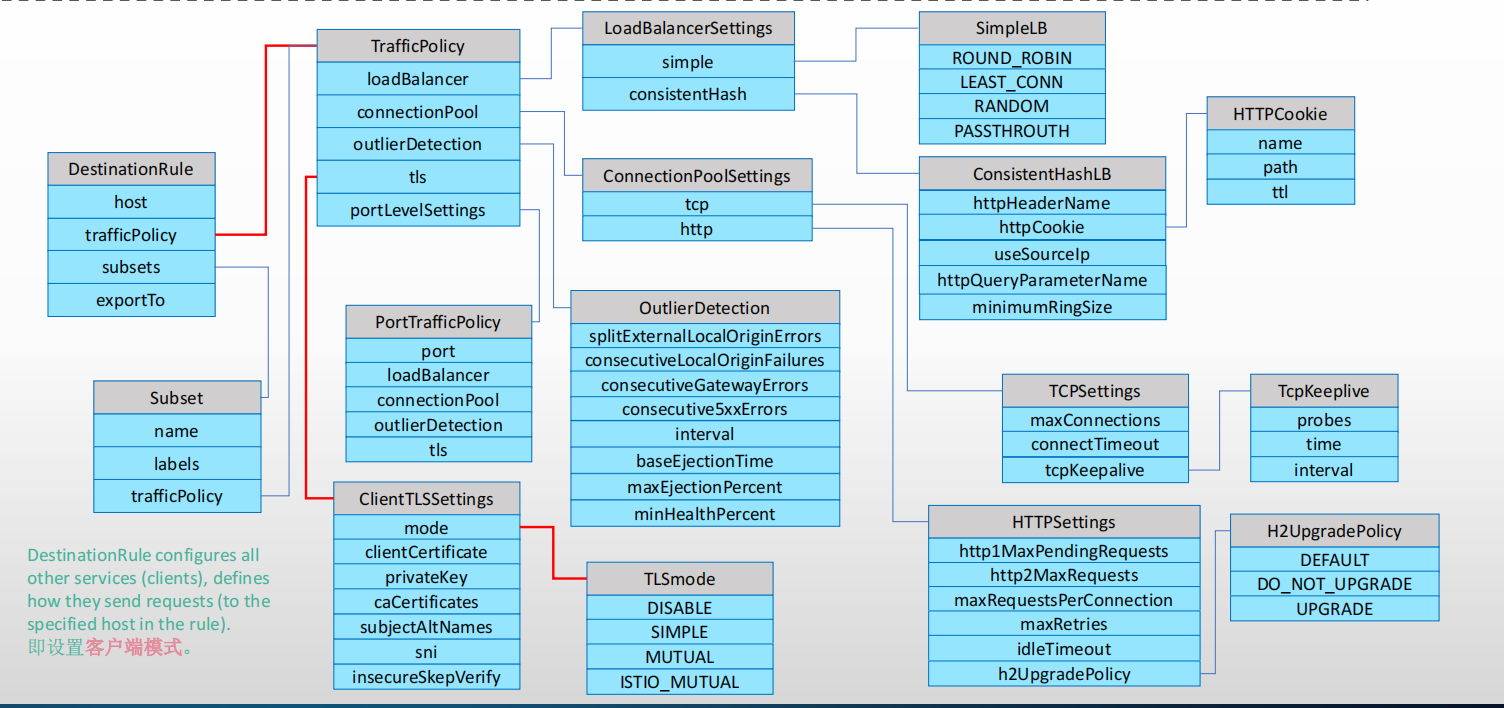 DestinationRule
host
trafficPolicy
subsets
exportTo
Subset
name
labels
trafficPolicy
DestinationRule configures all
other services (clients), defines
how they send requests (to the
specified host in the rule).
即设置客户端模式。
TrafficPolicy
loadBalancer
connectionPool
outlierDetection
tls
portLevelSettings
PortTrafficPolicy
port
loadBalancer
connectionPool
outlierDetection
tls
ClientTLSSettings
mode
clientCertificate
privateKey
caCertificates
subjectAltNames
sni
insecureSkepVerify
LoadBalancerSettings
simple
consistentHash
ConnectionPoolSettings
tcp
http
OutlierDetection
splitExternalLocalOriginErrors
consecutiveLocalOriginFailures
consecutiveGatewayErrors
consecutive5xxErrors
interval
baseEjectionTime
maxEjectionPercent
minHealthPercent
TLSmode
DISABLE
SIMPLE
MUTUAL
ISTIO_MUTUAL
SimpleLB
ROUND_ROBIN
LEAST_CONN
RANDOM
PASSTHROUTH
ConsistentHashLB
httpHeaderName
httpCookie
useSourceIp
httpQueryParameterName
minimumRingSize
HTTPCookie
name
path
ttl
TCPSettings
maxConnections
connectTimeout
tcpKeepalive
TcpKeeplive
probes
time
interval
HTTPSettings
http1MaxPendingRequests
http2MaxRequests
maxRequestsPerConnection
maxRetries
idleTimeout
h2UpgradePolicy
H2UpgradePolicy
DEFAULT
DO_NOT_UPGRADE
UPGRADE